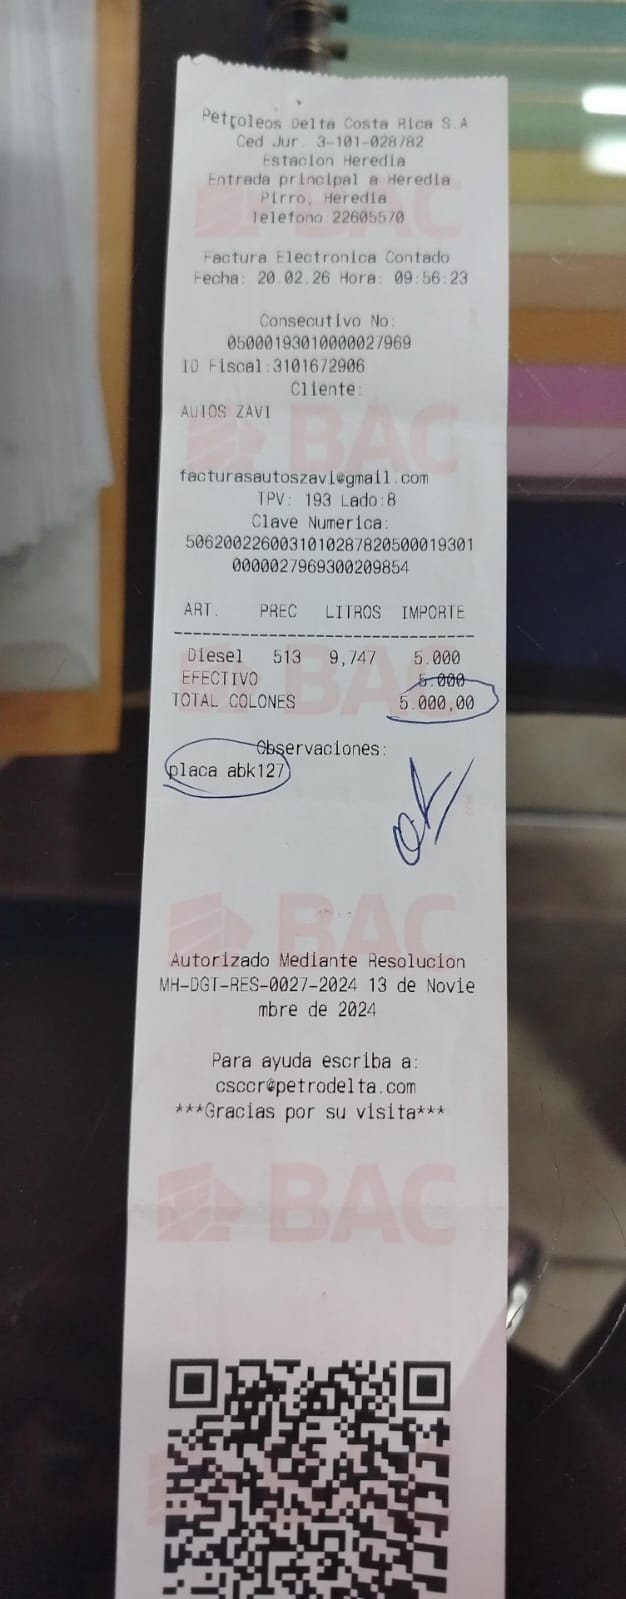 Petroleos Delta Costa Rica S.A
Ced Jur. 3-101-028782
Estacion Heredia
Entrada principal a Heredia
Pirro, Heredia
Telefono:22605570
Factura Electronica Contado
Fecha: 20.02.26 Hora: 09:56:23
Consecutivo No:
05000193010000027969
ID Fiscal:3101672906
Cliente:
AUTOS ZAVI
facturasautoszavi@gmail.com
TPV: 193 Lado:8
Clave Numerica:
5062002260031010287820500019301
0000027969300209854
ART. PREC LITROS IMPORTE
Diesel 513 9,747 5.000
EFECTIVO 5.000
TOTAL COLONES 5.000,00
Observaciones:
placa abk127
ok
Autorizado Mediante Resolucion
MH-DGT-RES-0027-2024 13 de Novie
mbre de 2024
Para ayuda escriba a:
csccr@petrodelta.com
***Gracias por su visita***
BAC